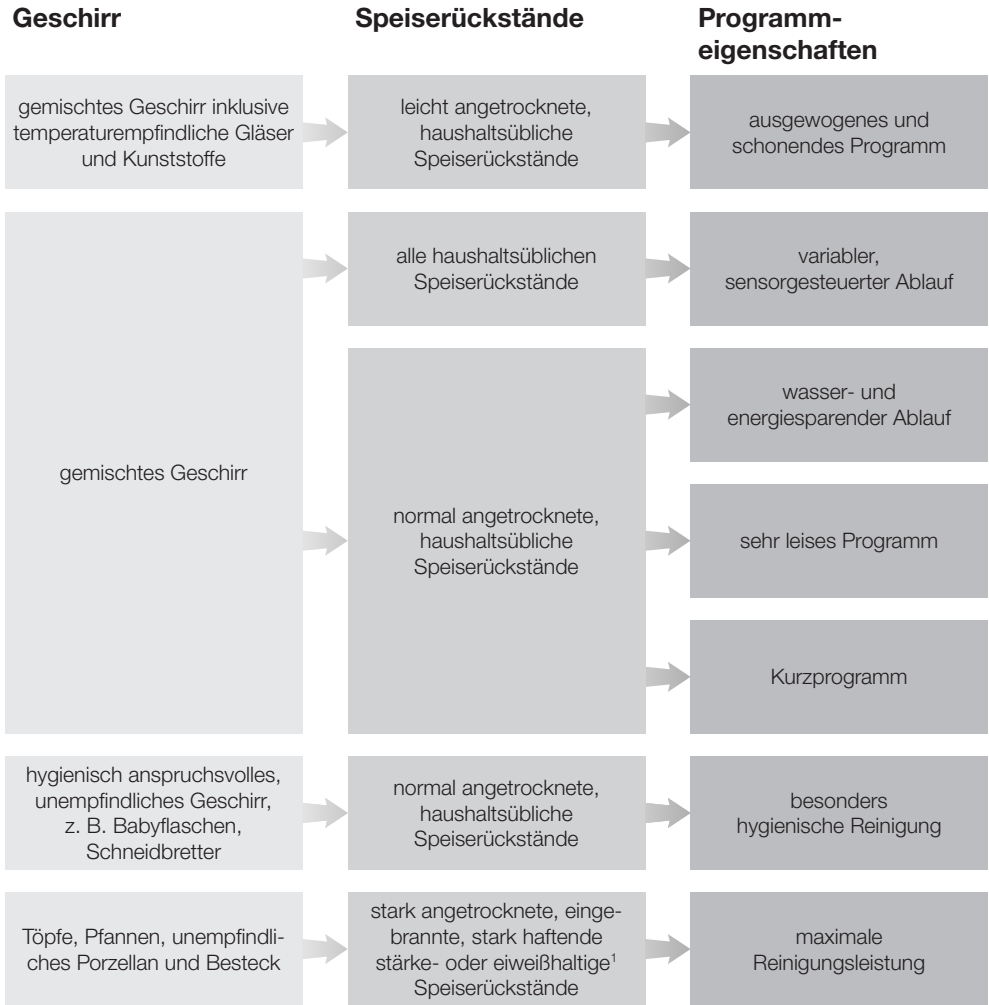 Geschirr
Speiserückstände
Programm-
eigenschaften
gemischtes Geschirr inklusive
temperaturempfindliche Gläser
und Kunststoffe
leicht angetrocknete,
haushaltsübliche
Speiserückstände
ausgewogenes und
schonendes Programm
gemischtes Geschirr
alle haushaltsüblichen
Speiserückstände
variabler,
sensorgesteuerter Ablauf
normal angetrocknete,
haushaltsübliche
Speiserückstände
wasser- und
energiesparender Ablauf
sehr leises Programm
Kurzprogramm
hygienisch anspruchsvolles,
unempfindliches Geschirr,
z. B. Babyflaschen,
Schneidbretter
normal angetrocknete,
haushaltsübliche
Speiserückstände
besonders
hygienische Reinigung
Töpfe, Pfannen, unempfindli-
ches Porzellan und Besteck
stark angetrocknete, einge-
brannte, stark haftende
stärke- oder eiweißhaltige¹
Speiserückstände
maximale
Reinigungsleistung